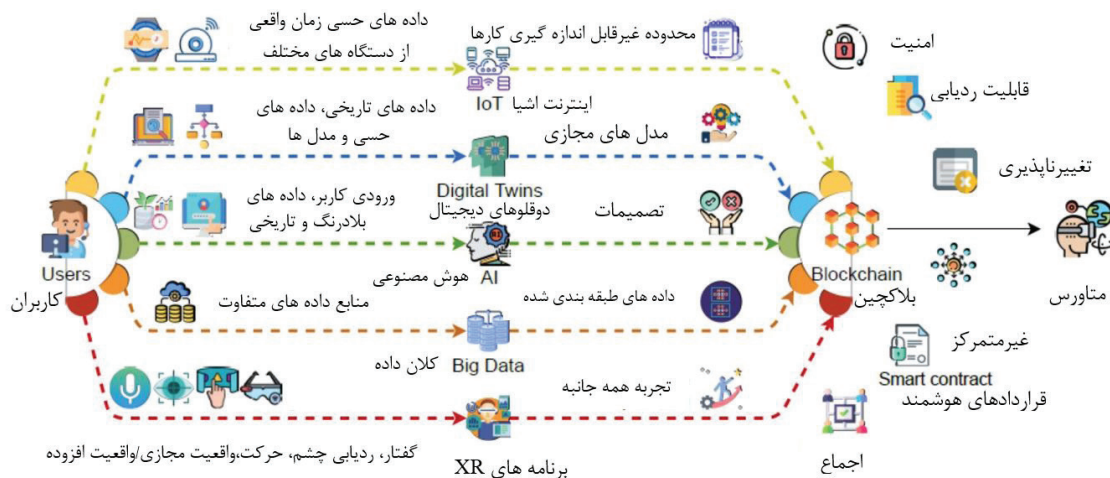 داده های حسی زمان واقعی
از دستگاه های مختلف
محدوده غیرقابل اندازه گیری کارها
IoT
اینترنت اشیا
داده های تاریخی، داده های
حسی و مدل ها
مدل های مجازی
Digital Twins
دوقلوهای دیجیتال
ورودی کاربر، داده های
بلادرنگ و تاریخی
تصمیمات
AI
هوش مصنوعی
Users
کاربران
منابع داده های متفاوت
داده های طبقه بندی شده
Big Data
کلان داده
تجربه همه جانبه
گفتار، ردیابی چشم، حرکت،واقعیت مجازی/واقعیت افزوده
برنامه های XR
Blockchain
بلاکچین
امنیت
قابلیت ردیابی
تغییرناپذیری
متاورس
غیرمتمرکز
Smart contract
قراردادهای هوشمند
اجماع